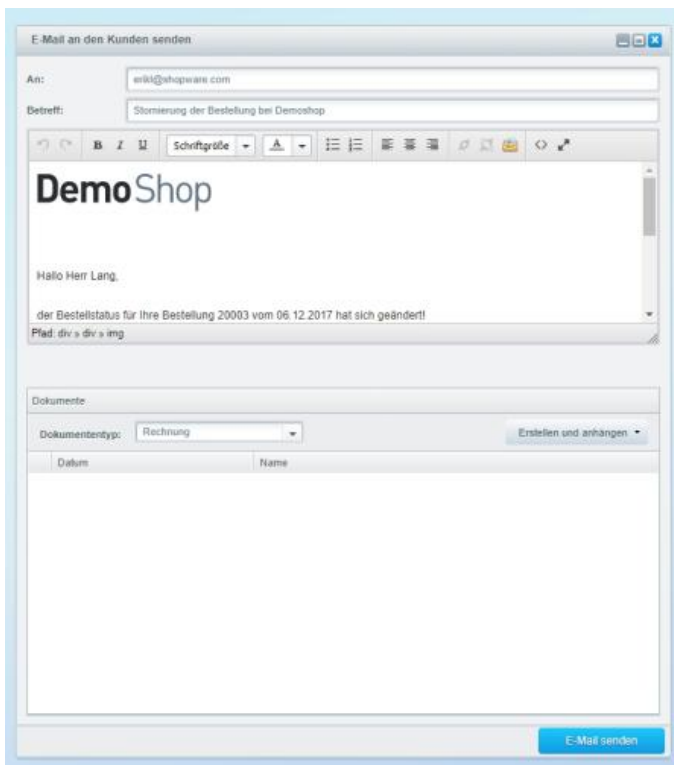 E-Mail an den Kunden senden
An: erikl@shopware.com
Betreff: Stornierung der Bestellung bei Demoshop
B I U Schriftgröße A
DemoShop
Hallo Herr Lang,
der Bestellstatus für Ihre Bestellung 20003 vom 06.12.2017 hat sich geändert!
Pfad: div » div » img
Dokumente
Dokumententyp: Rechnung Erstellen und anhängen
Datum Name
E-Mail senden